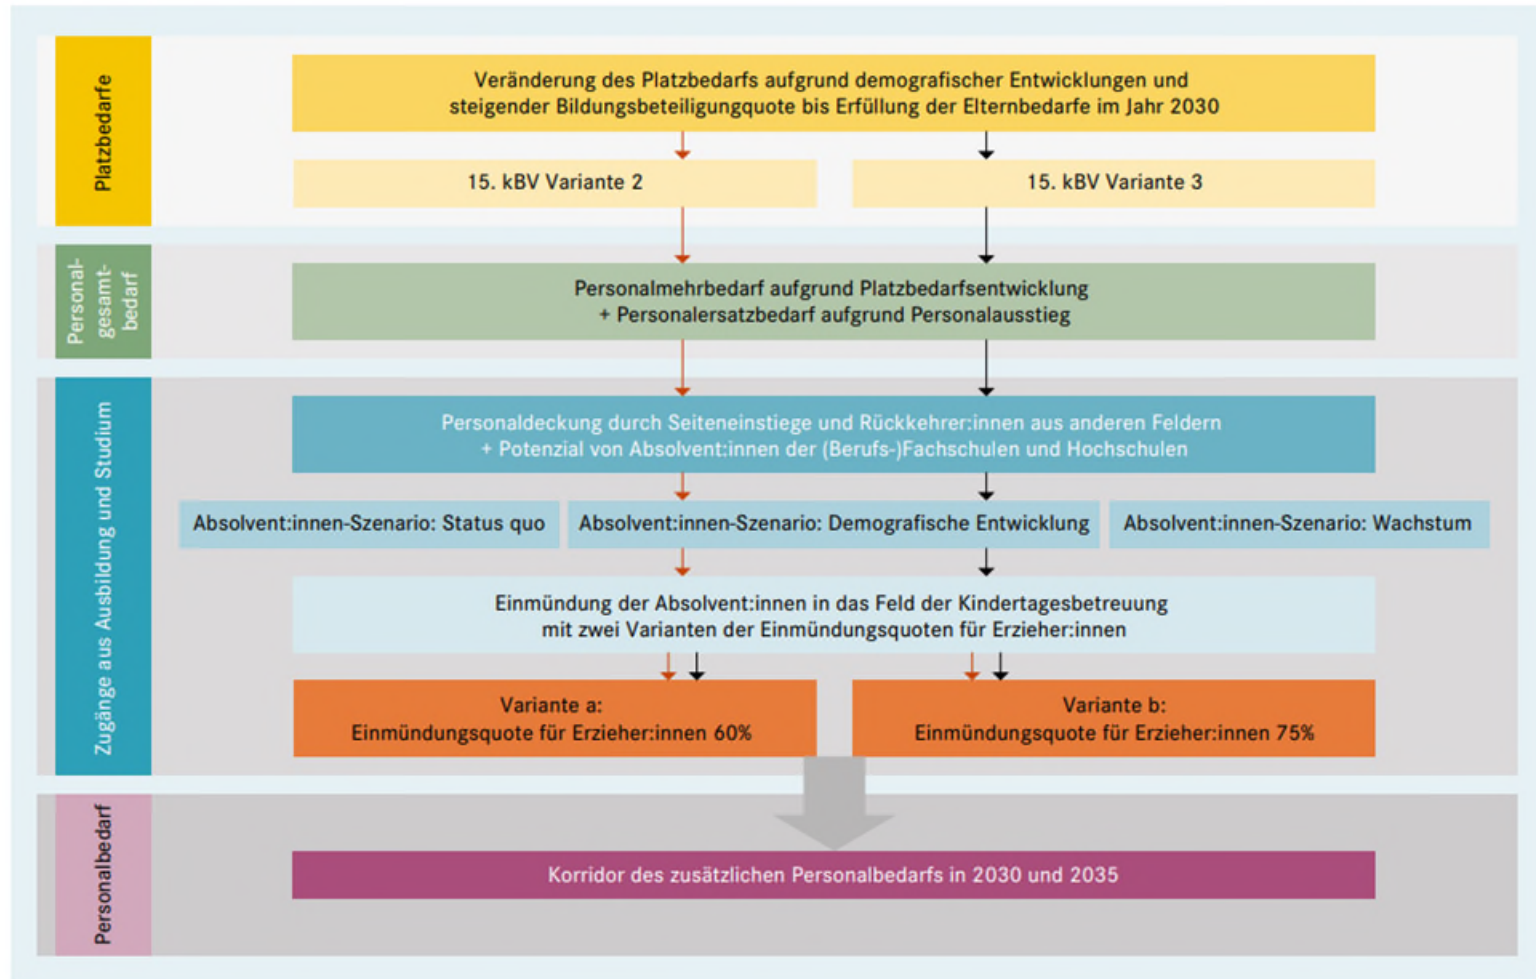 Platzbedarfe
Veränderung des Platzbedarfs aufgrund demografischer Entwicklungen und
steigender Bildungsbeteiligungquote bis Erfüllung der Elternbedarfe im Jahr 2030
15. kBV Variante 2
15. kBV Variante 3
Personal-
gesamt-
bedarf
Personalmehrbedarf aufgrund Platzbedarfsentwicklung
+ Personalersatzbedarf aufgrund Personalausstieg
Zugänge aus Ausbildung und Studium
Personaldeckung durch Seiteneinstiege und Rückkehrer:innen aus anderen Feldern
+ Potenzial von Absolvent:innen der (Berufs-)Fachschulen und Hochschulen
Absolvent:innen-Szenario: Status quo
Absolvent:innen-Szenario: Demografische Entwicklung
Absolvent:innen-Szenario: Wachstum
Einmündung der Absolvent:innen in das Feld der Kindertagesbetreuung
mit zwei Varianten der Einmündungsquoten für Erzieher:innen
Variante a:
Einmündungsquote für Erzieher:innen 60%
Variante b:
Einmündungsquote für Erzieher:innen 75%
Personalbedarf
Korridor des zusätzlichen Personalbedarfs in 2030 und 2035